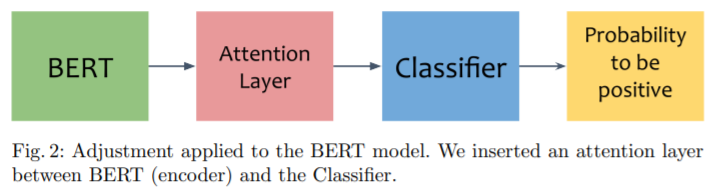 BERT
Attention
Layer
Classifier
Probability
to be
positive
Fig. 2: Adjustment applied to the BERT model. We inserted an attention layer
between BERT (encoder) and the Classifier.